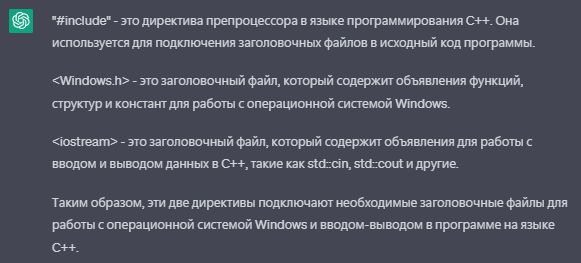 "#include" - это директива препроцессора в языке программирования C++. Она
используется для подключения заголовочных файлов в исходный код программы.
<Windows.h> - это заголовочный файл, который содержит объявления функций,
структур и констант для работы с операционной системой Windows.
<iostream> - это заголовочный файл, который содержит объявления для работы с
вводом и выводом данных в C++, такие как std::cin, std::cout и другие.
Таким образом, эти две директивы подключают необходимые заголовочные файлы для
работы с операционной системой Windows и вводом-выводом в программе на языке
C++.